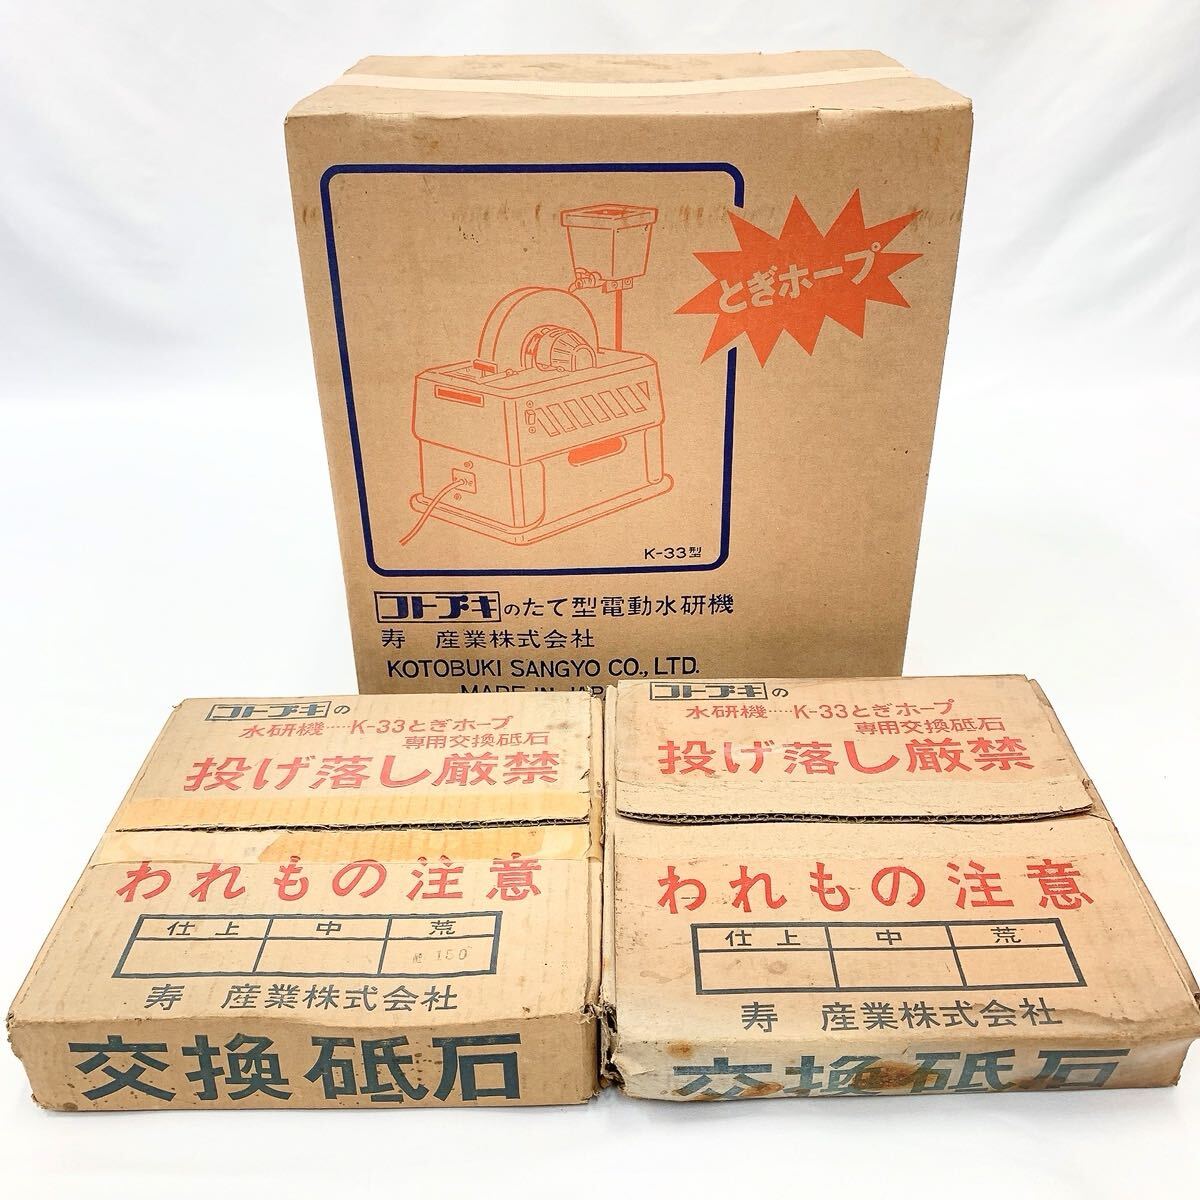 とぎホープ
K-33型
コトブキのたて型電動水研機
寿 産業株式会社
KOTOBUKI SANGYO CO., LTD.
MADE IN JAP
コトブキの
水研機……K-33とぎホープ
専用交換砥石
投げ落し厳禁
われもの注意
仕上 中 荒
150
寿 産業株式会社
交換砥石
コトブキの
水研機……K-33とぎホープ
専用交換砥石
投げ落し厳禁
われもの注意
仕上 中 荒
寿 産業株式会社
交換砥石